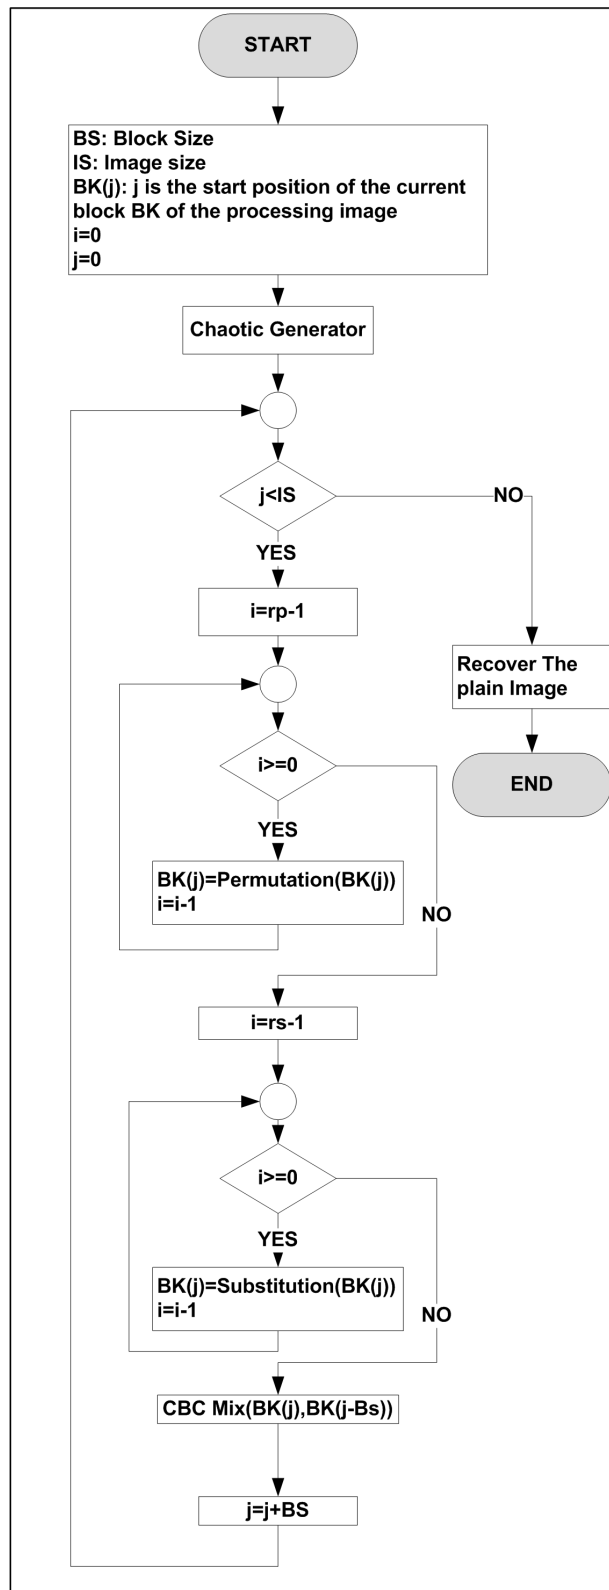 START
BS: Block Size
IS: Image size
BK(j): j is the start position of the current
block BK of the processing image
i=0
j=0
Chaotic Generator
j<IS
NO
YES
i=rp-1
Recover The
plain Image
i>=0
END
YES
BK(j)=Permutation(BK(j))
i=i-1
NO
i=rs-1
i>=0
YES
BK(j)=Substitution(BK(j))
i=i-1
NO
CBC Mix(BK(j),BK(j-Bs))
j=j+BS